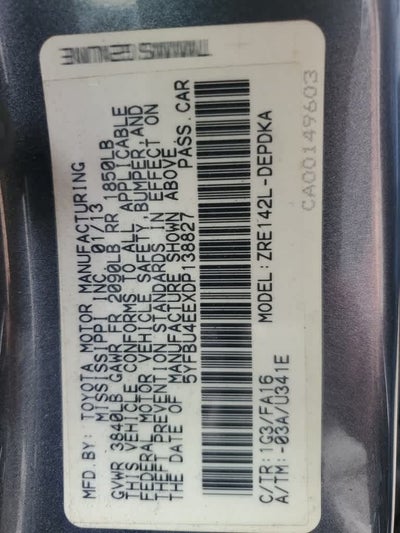 MFD.BY: TOYOTA MOTOR MANUFACTURING
MISSISSIPPI INC 01/13
GVWR 3840LB GAWR FR 2090LB RR 1850LB
THIS VEHICLE CONFORMS TO ALL APPLICABLE
FEDERAL MOTOR VEHICLE SAFETY, BUMPER, AND
THEFT PREVENTION STANDARDS IN EFFECT ON
THE DATE OF MANUFACTURE SHOWN ABOVE
5YFBU4EEXDP138827 PASS.CAR
C/TR: 1G3/FA16 MODEL: ZRE142L-DEPDKA
A/TM: -03A/U341E
CA00149603